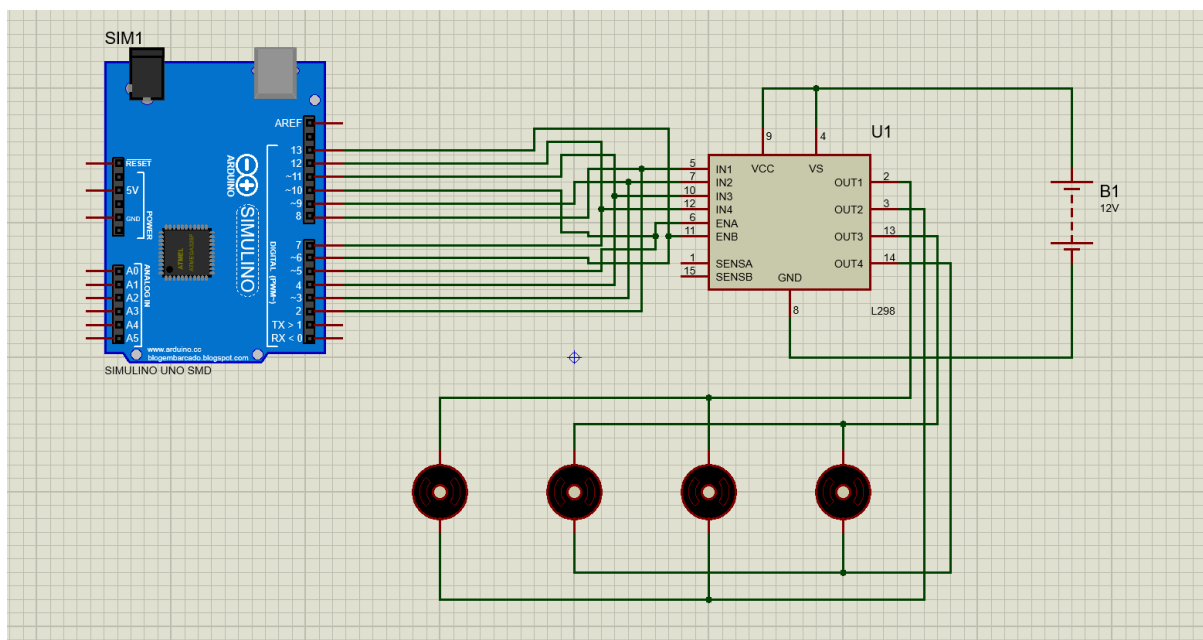 SIM1
AREF
13
12
~11
~10
~9
8
7
~6
~5
4
~3
2
TX > 1
RX < 0
RESET
5V
GND
POWER
A0
A1
A2
A3
A4
A5
ANALOG IN
ARDUINO
SIMULINO
DIGITAL (PWM~)
ATMEL
www.arduino.cc
blogembarcado.blogspot.com
SIMULINO UNO SMD
U1
9
4
VCC
VS
5 IN1
7 IN2
10 IN3
12 IN4
6 ENA
11 ENB
1 SENSA
15 SENSB
OUT1 2
OUT2 3
OUT3 13
OUT4 14
GND
8
L298
B1
12V